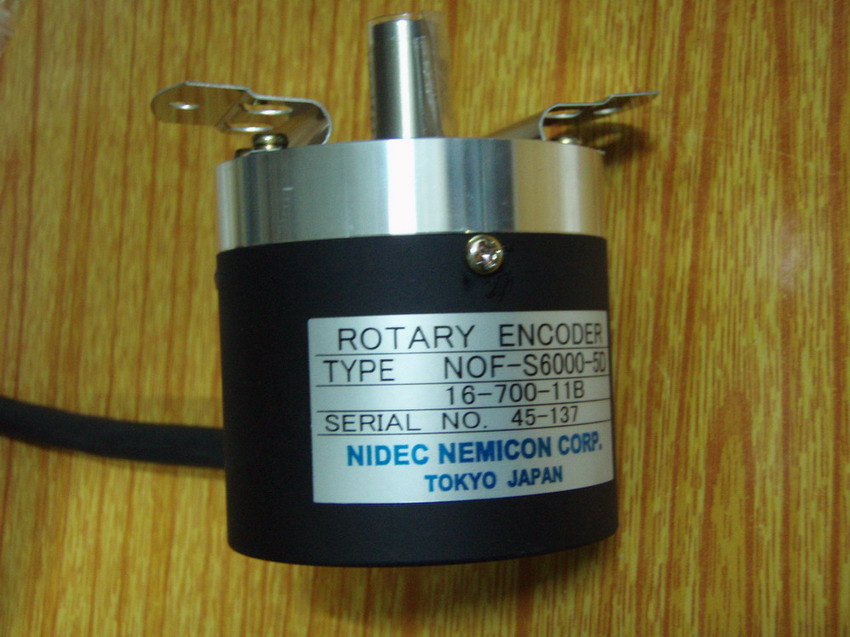 ROTARY ENCODER
TYPE NOF-S6000-5D
16-700-11B
SERIAL NO. 45-137
NIDEC NEMICON CORP.
TOKYO JAPAN